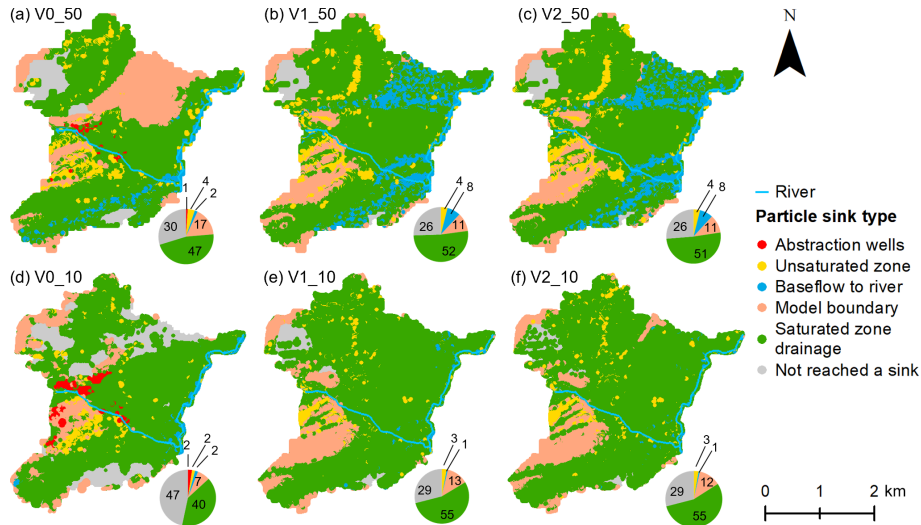 (a) V0_50
(b) V1_50
(c) V2_50
N
1
4
2
17
30
47
4
8
26
11
52
4
8
26
11
51
River
Particle sink type
Abstraction wells
Unsaturated zone
Baseflow to river
Model boundary
Saturated zone
drainage
Not reached a sink
(d) V0_10
(e) V1_10
(f) V2_10
2
2
2
7
47
40
3
1
29
13
55
3
1
29
12
55
0 1 2 km